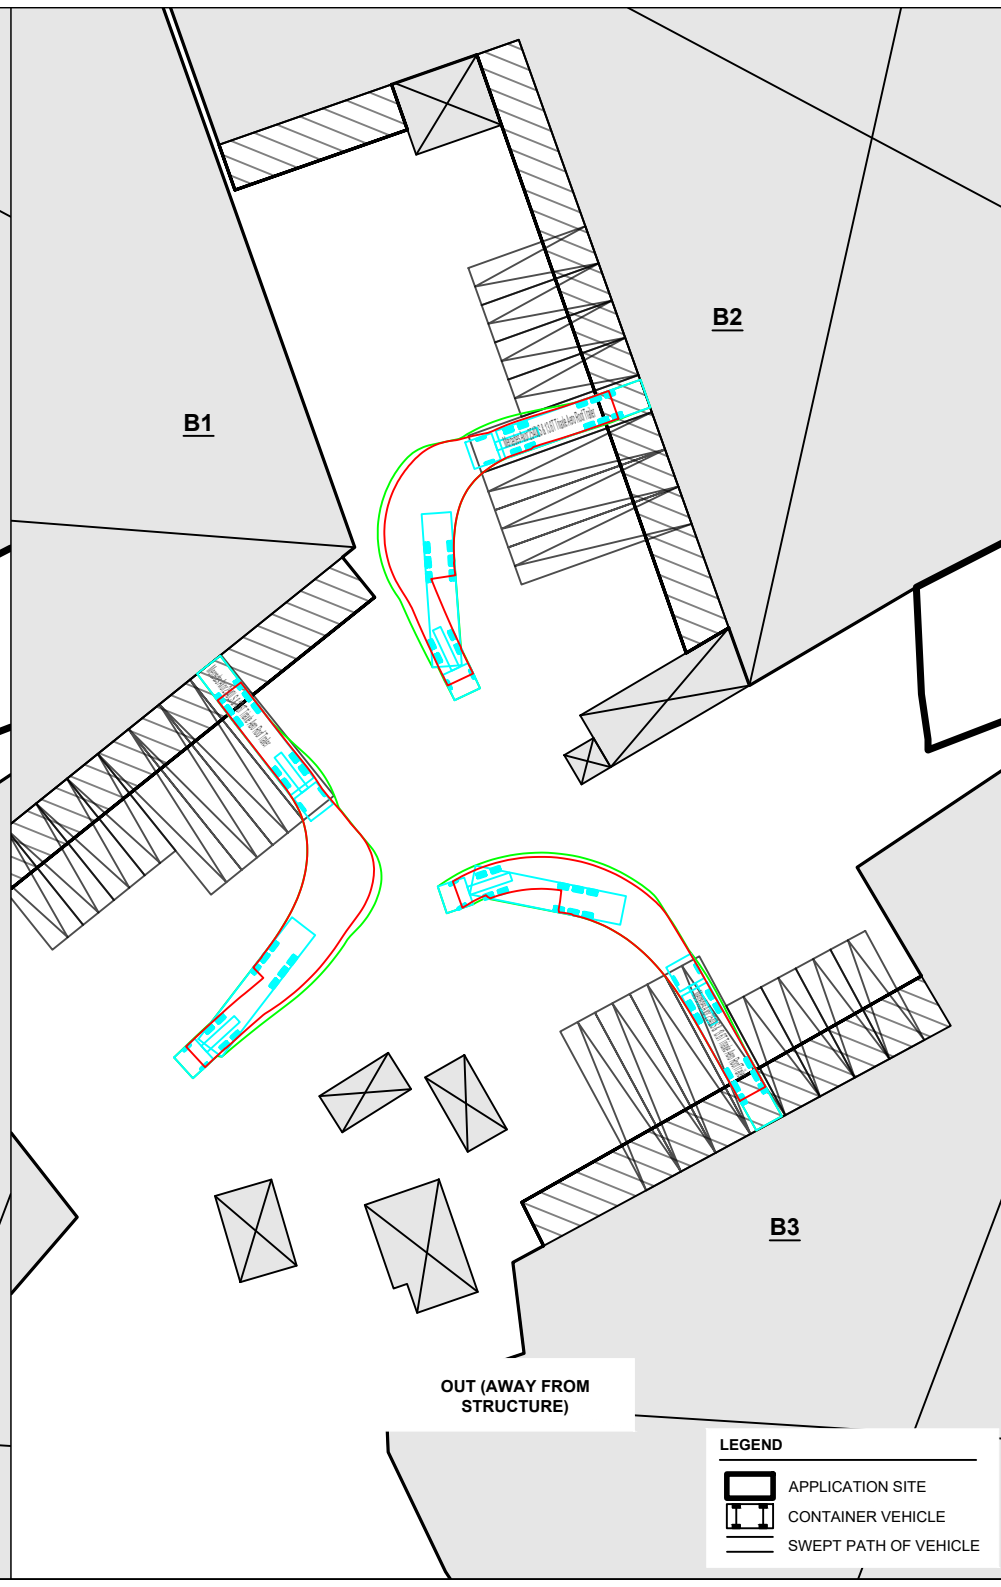 B2
B1
B3
OUT (AWAY FROM
STRUCTURE)
LEGEND
APPLICATION SITE
CONTAINER VEHICLE
SWEPT PATH OF VEHICLE